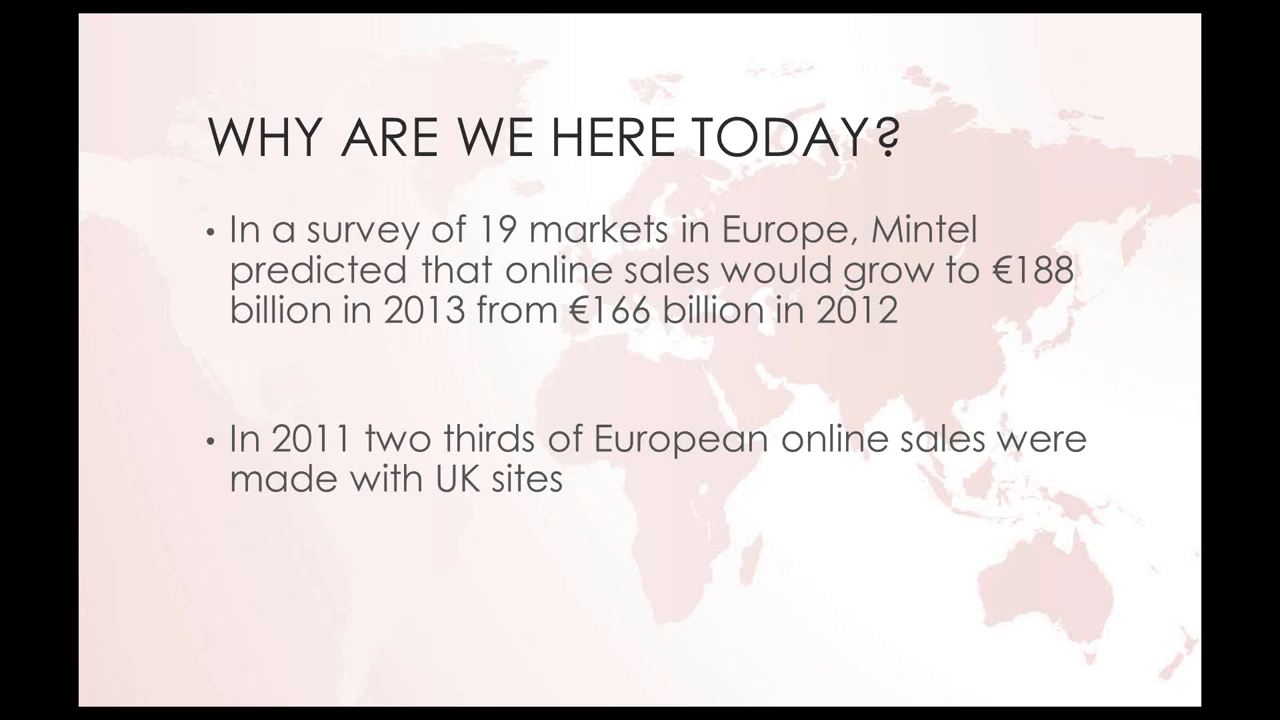 WHY ARE WE HERE TODAY?
• In a survey of 19 markets in Europe, Mintel
predicted that online sales would grow to €188
billion in 2013 from €166 billion in 2012
• In 2011 two thirds of European online sales were
made with UK sites